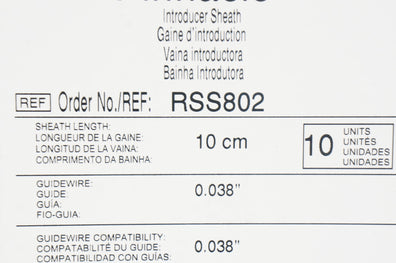 Introducer Sheath
Gaine d'introduction
Vaina introductora
Bainha Introdutora
REF Order No./REF: RSS802
SHEATH LENGTH:
LONGUEUR DE LA GAINE:
LONGITUD DE LA VAINA:
COMPRIMENTO DA BAINHA:
10 cm
10
UNITS
UNITÉS
UNIDADES
UNIDADES
GUIDEWIRE:
GUIDE:
GUÍA:
FIO-GUIA:
0.038"
GUIDEWIRE COMPATIBILITY:
COMPATABILITÉ DU GUIDE:
COMPATIBILIDAD CON GUÍAS:
0.038"